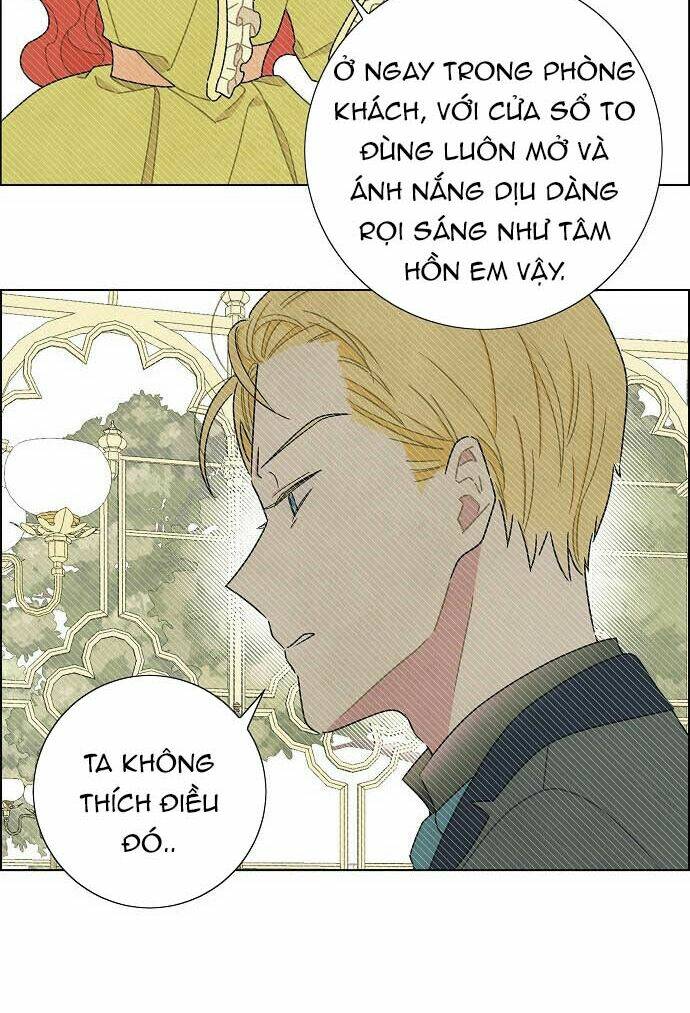 Ở NGAY TRONG PHÒNG
KHÁCH, VỚI CỬA SỔ TO
ĐÙNG LUÔN MỞ VÀ
ÁNH NẮNG DỊU DÀNG
RỌI SÁNG NHƯ TÂM
HỒN EM VẬY.
TA KHÔNG
THÍCH ĐIỀU
ĐÓ..